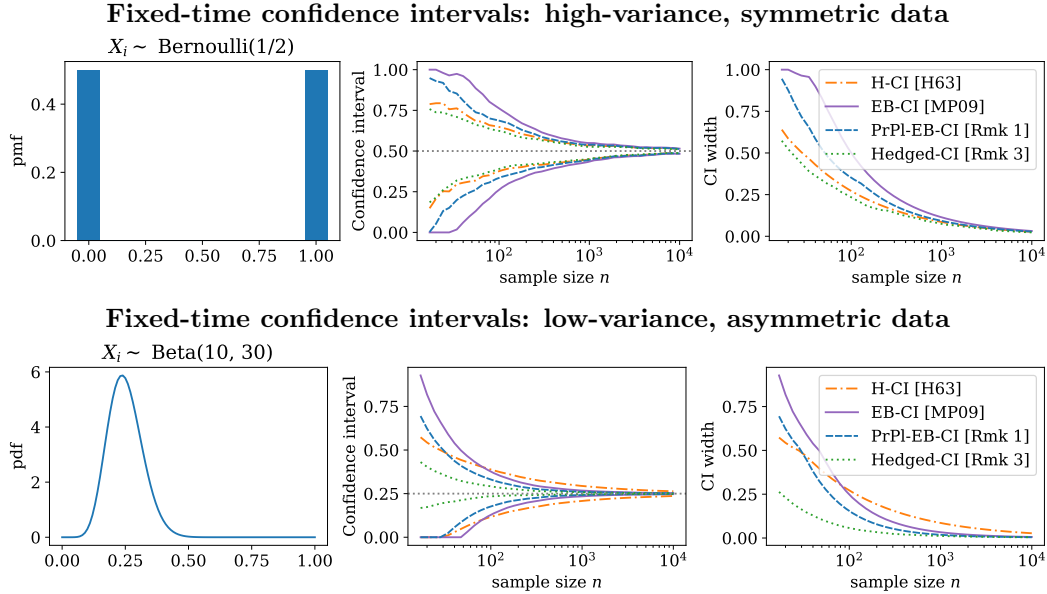 Fixed-time confidence intervals: high-variance, symmetric data
X_i ~ Bernoulli(1/2)
pmf
0.4
0.2
0.0
0.00 0.25 0.50 0.75 1.00
Confidence interval
1.00
0.75
0.50
0.25
0.00
10² 10³ 10⁴
sample size n
CI width
1.00
0.75
0.50
0.25
0.00
10² 10³ 10⁴
sample size n
H-CI [H63]
EB-CI [MP09]
PrPl-EB-CI [Rmk 1]
Hedged-CI [Rmk 3]
Fixed-time confidence intervals: low-variance, asymmetric data
X_i ~ Beta(10, 30)
pdf
6
4
2
0
0.00 0.25 0.50 0.75 1.00
Confidence interval
0.75
0.50
0.25
0.00
10² 10³ 10⁴
sample size n
CI width
0.75
0.50
0.25
0.00
10² 10³ 10⁴
sample size n
H-CI [H63]
EB-CI [MP09]
PrPl-EB-CI [Rmk 1]
Hedged-CI [Rmk 3]